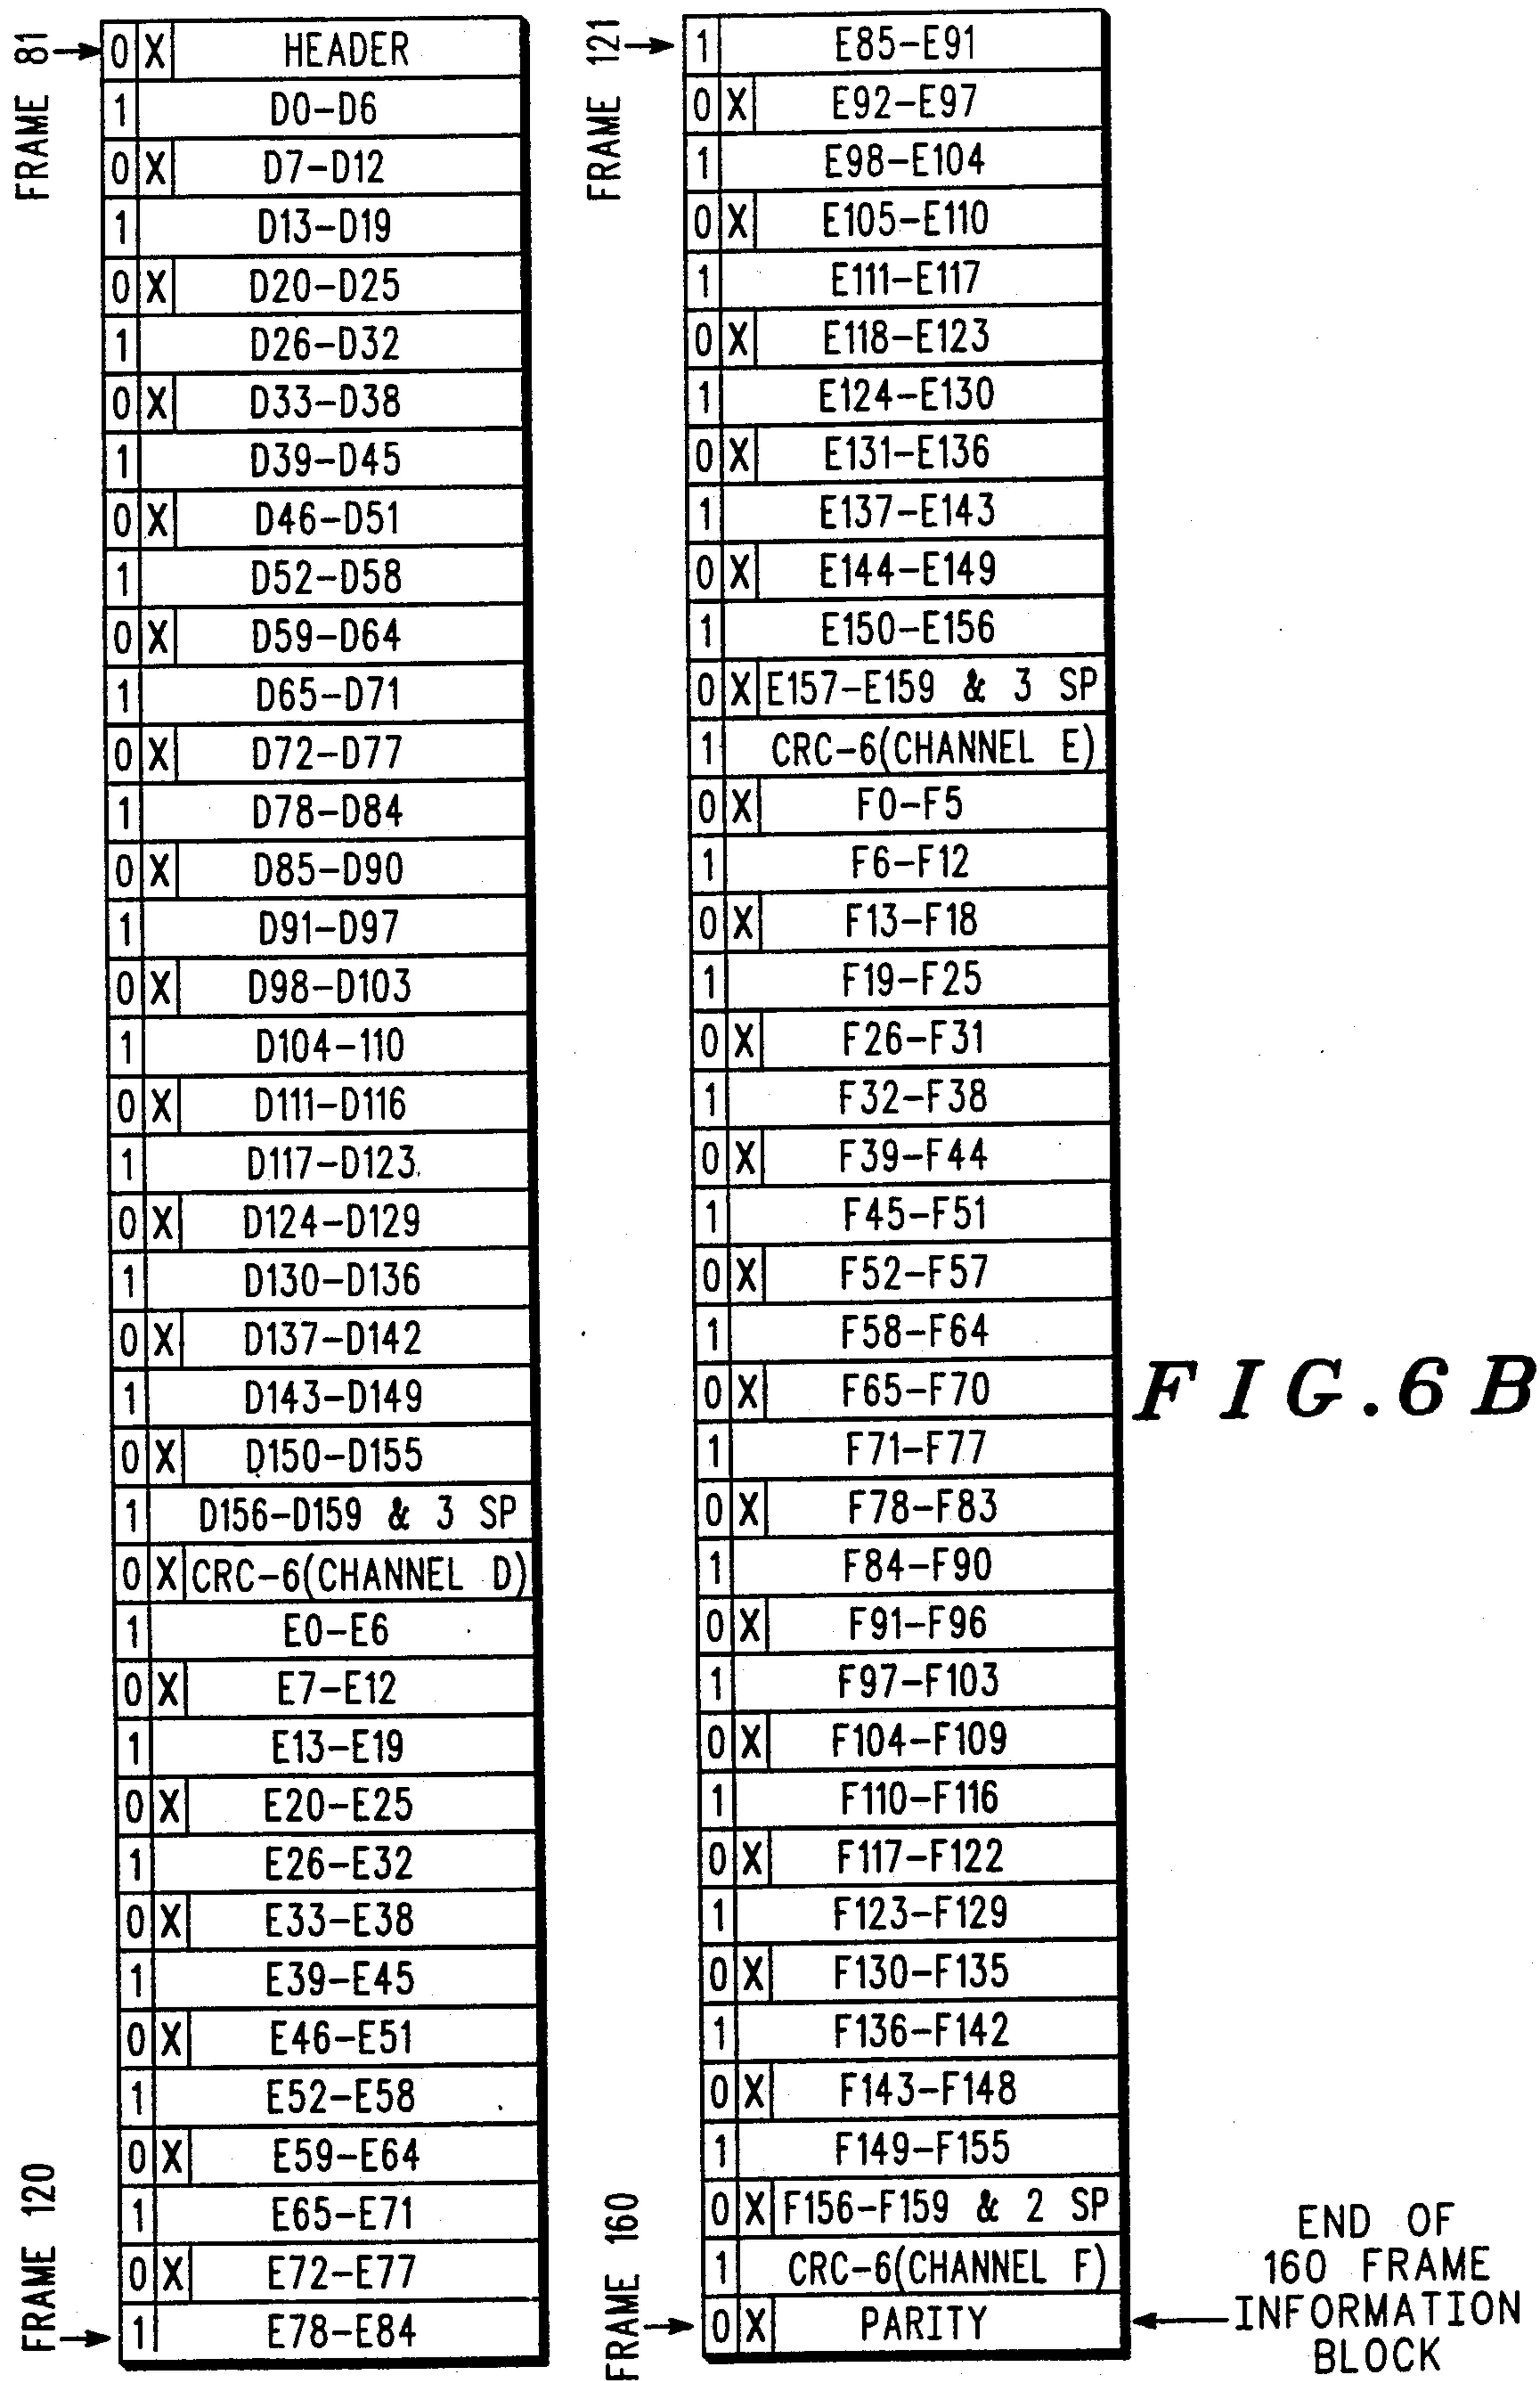 FRAME 81
0 X HEADER
1 D0-D6
0 X D7-D12
1 D13-D19
0 X D20-D25
1 D26-D32
0 X D33-D38
1 D39-D45
0 X D46-D51
1 D52-D58
0 X D59-D64
1 D65-D71
0 X D72-D77
1 D78-D84
0 X D85-D90
1 D91-D97
0 X D98-D103
1 D104-110
0 X D111-D116
1 D117-D123
0 X D124-D129
1 D130-D136
0 X D137-D142
1 D143-D149
0 X D150-D155
1 D156-D159 & 3 SP
0 X CRC-6(CHANNEL D)
1 E0-E6
0 X E7-E12
1 E13-E19
0 X E20-E25
1 E26-E32
0 X E33-E38
1 E39-E45
0 X E46-E51
1 E52-E58
0 X E59-E64
1 E65-E71
0 X E72-E77
1 E78-E84
FRAME 120
FRAME 121
1 E85-E91
0 X E92-E97
1 E98-E104
0 X E105-E110
1 E111-E117
0 X E118-E123
1 E124-E130
0 X E131-E136
1 E137-E143
0 X E144-E149
1 E150-E156
0 X E157-E159 & 3 SP
1 CRC-6(CHANNEL E)
0 X F0-F5
1 F6-F12
0 X F13-F18
1 F19-F25
0 X F26-F31
1 F32-F38
0 X F39-F44
1 F45-F51
0 X F52-F57
1 F58-F64
0 X F65-F70
1 F71-F77
0 X F78-F83
1 F84-F90
0 X F91-F96
1 F97-F103
0 X F104-F109
1 F110-F116
0 X F117-F122
1 F123-F129
0 X F130-F135
1 F136-F142
0 X F143-F148
1 F149-F155
0 X F156-F159 & 2 SP
1 CRC-6(CHANNEL F)
0 X PARITY
FRAME 160
END OF
160 FRAME
INFORMATION
BLOCK
FIG.6B